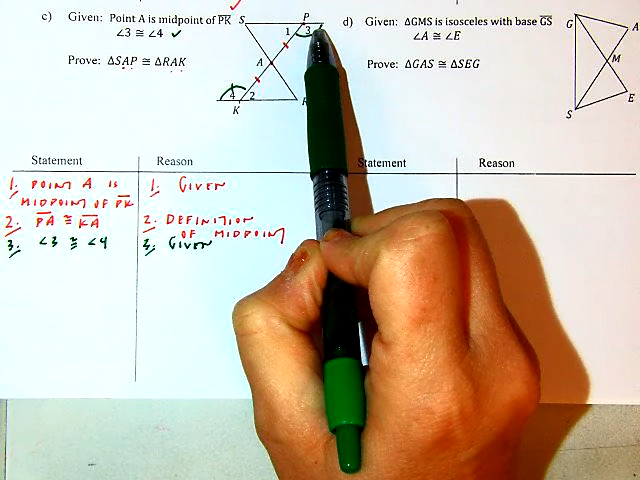 c) Given: Point A is midpoint of PK
∠3 ≅ ∠4 ✓
Prove: ΔSAP ≅ ΔRAK
S
P
1
3
A
4
2
K
R
d) Given: ΔGMS is isosceles with base GS
∠A ≅ ∠E
Prove: ΔGAS ≅ ΔSEG
G
A
M
E
S
Statement
Reason
1. POINT A IS
MIDPOINT OF PK
1. GIVEN
2. PA ≅ KA
2. DEFINITION
OF MIDPOINT
3. ∠3 ≅ ∠4
3. GIVEN
Statement
Reason